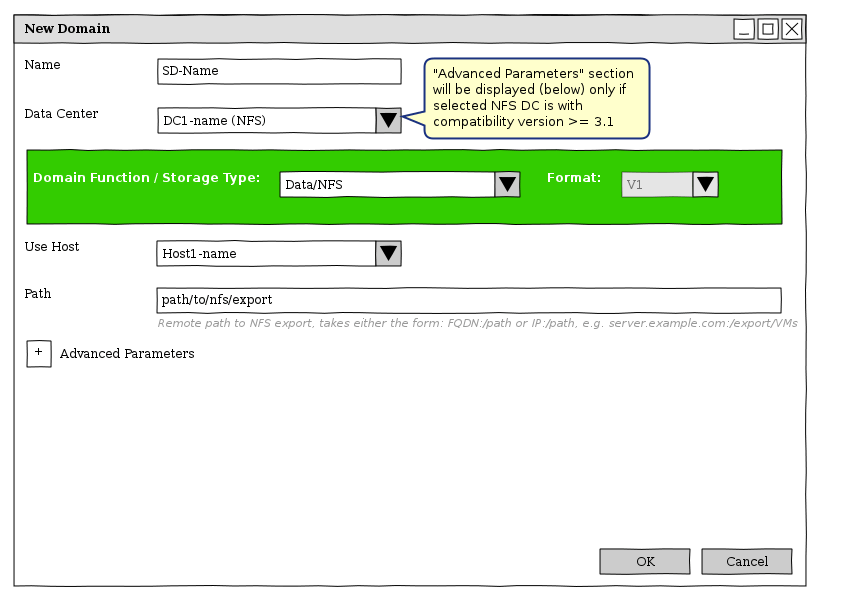 New Domain
Name
SD-Name
"Advanced Parameters" section
will be displayed (below) only if
selected NFS DC is with
compatibility version >= 3.1
Data Center
DC1-name (NFS)
Domain Function / Storage Type:
Data/NFS
Format:
V1
Use Host
Host1-name
Path
path/to/nfs/export
Remote path to NFS export, takes either the form: FQDN:/path or IP:/path, e.g. server.example.com:/export/VMs
+ Advanced Parameters
OK
Cancel